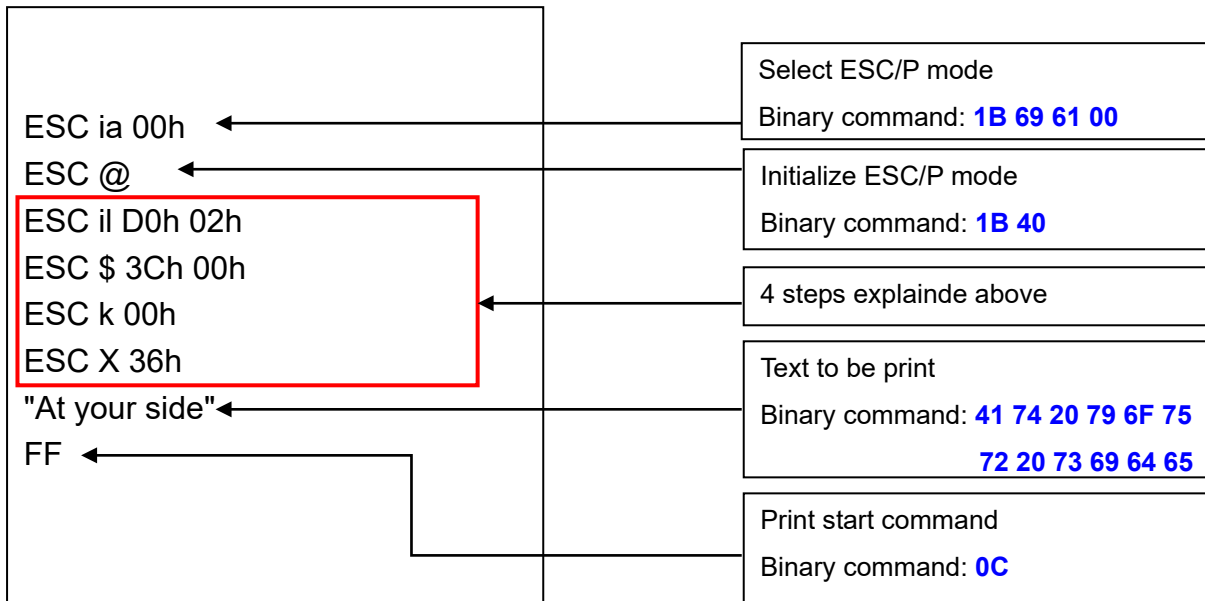 ESC ia 00h
ESC @
ESC il D0h 02h
ESC $ 3Ch 00h
ESC k 00h
ESC X 36h
"At your side"
FF
Select ESC/P mode
Binary command: 1B 69 61 00
Initialize ESC/P mode
Binary command: 1B 40
4 steps explainde above
Text to be print
Binary command: 41 74 20 79 6F 75
72 20 73 69 64 65
Print start command
Binary command: 0C